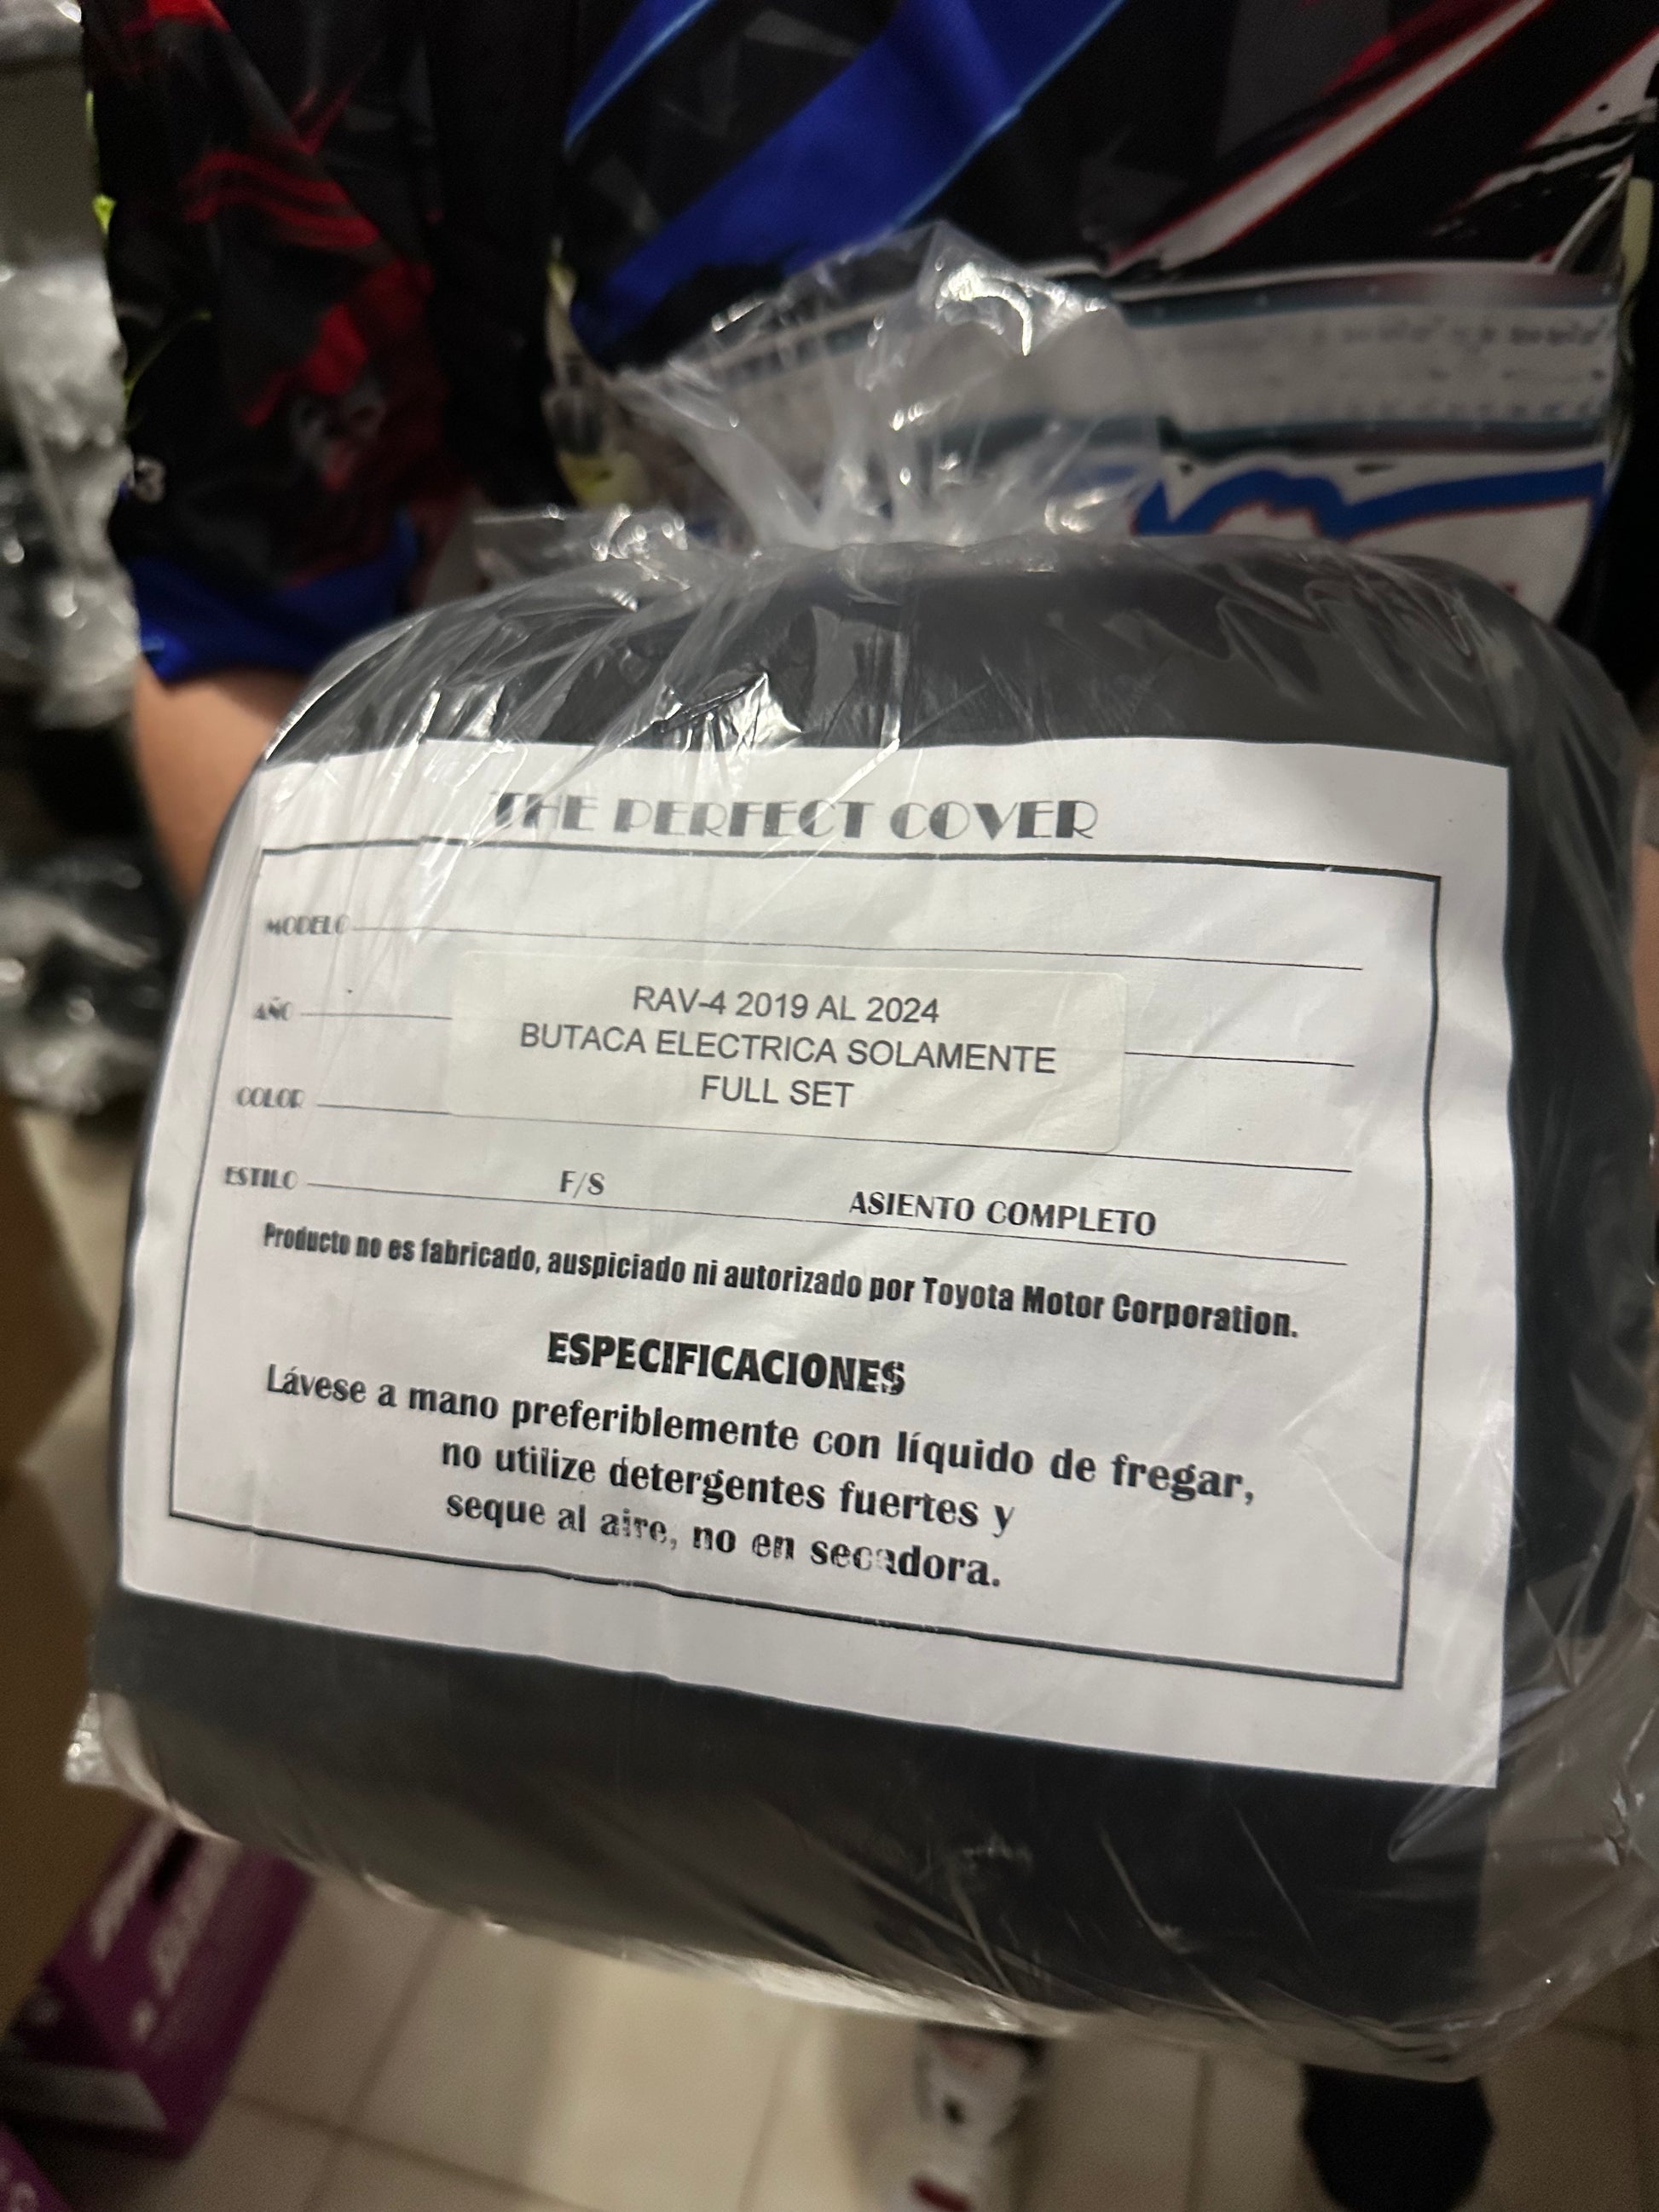 THE PERFECT COVER
MODELO
RAV-4 2019 AL 2024
AÑO
BUTACA ELECTRICA SOLAMENTE
FULL SET
COLOR
ESTILO F/S ASIENTO COMPLETO
Producto no es fabricado, auspiciado ni autorizado por Toyota Motor Corporation.
ESPECIFICACIONES
Lávese a mano preferiblemente con líquido de fregar,
no utilize detergentes fuertes y
seque al aire, no en secadora.